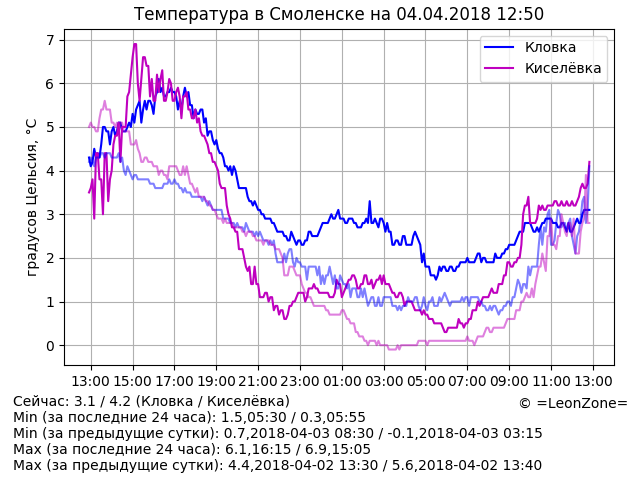 Температура в Смоленске на 04.04.2018 12:50
Кловка
Киселёвка
градусов Цельсия, °C
7
6
5
4
3
2
1
0
13:00 15:00 17:00 19:00 21:00 23:00 01:00 03:00 05:00 07:00 09:00 11:00 13:00
Сейчас: 3.1 / 4.2 (Кловка / Киселёвка)
© =LeonZone=
Min (за последние 24 часа): 1.5,05:30 / 0.3,05:55
Min (за предыдущие сутки): 0.7,2018-04-03 08:30 / -0.1,2018-04-03 03:15
Max (за последние 24 часа): 6.1,16:15 / 6.9,15:05
Max (за предыдущие сутки): 4.4,2018-04-02 13:30 / 5.6,2018-04-02 13:40